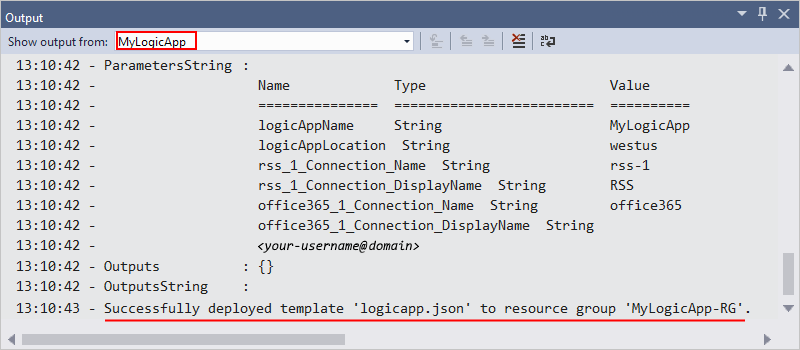 Output
Show output from: MyLogicApp
13:10:42 - ParametersString :
13:10:42 - Name Type Value
13:10:42 - =============== ========================= ==========
13:10:42 - logicAppName String MyLogicApp
13:10:42 - logicAppLocation String westus
13:10:42 - rss_1_Connection_Name String rss-1
13:10:42 - rss_1_Connection_DisplayName String RSS
13:10:42 - office365_1_Connection_Name String office365
13:10:42 - office365_1_Connection_DisplayName String
13:10:42 - <your-username@domain>
13:10:42 - Outputs : {}
13:10:42 - OutputsString :
13:10:43 - Successfully deployed template 'logicapp.json' to resource group 'MyLogicApp-RG'.